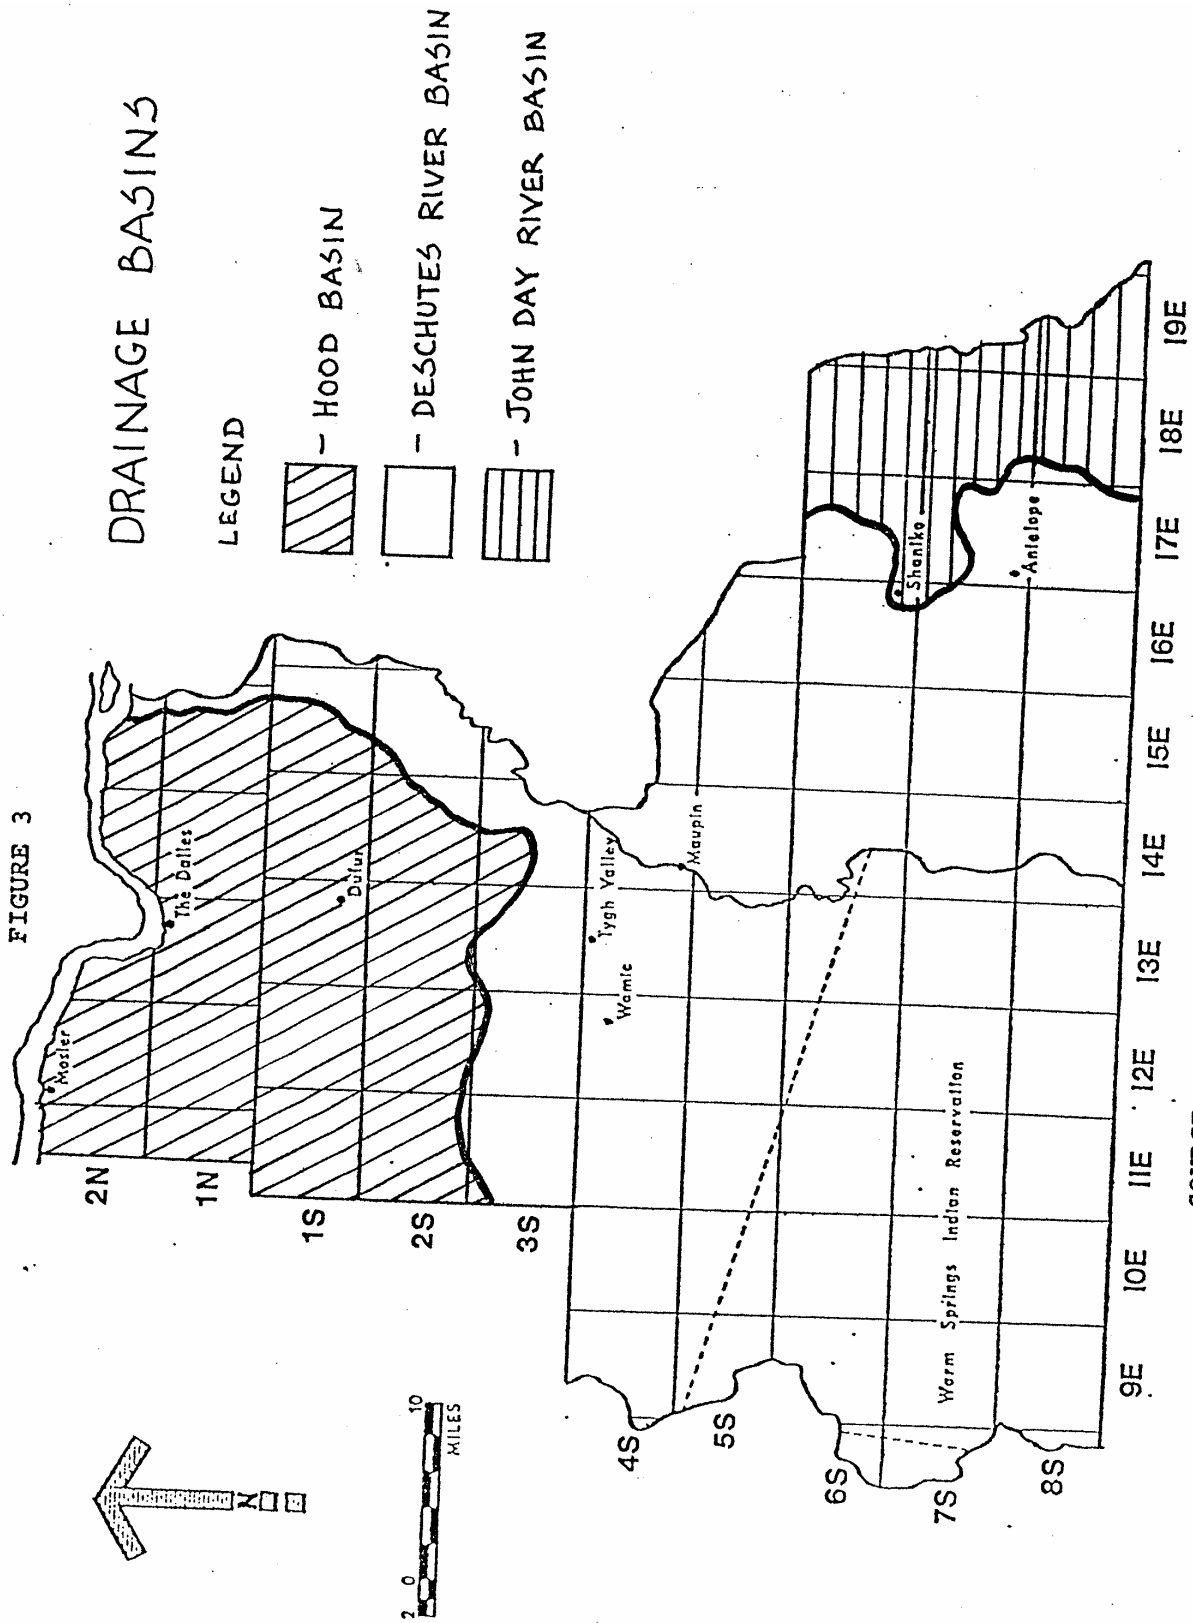 FIGURE 3
DRAINAGE BASINS
LEGEND
- HOOD BASIN
- DESCHUTES RIVER BASIN
- JOHN DAY RIVER BASIN
N
2 0 10
MILES
Mosier
The Dalles
Dufur
Tygh Valley
Wamic
Maupin
Shaniko
Antelope
Warm Springs Indian Reservation
2N
1N
1S
2S
3S
4S
5S
6S
7S
8S
9E 10E 11E 12E 13E 14E 15E 16E 17E 18E 19E